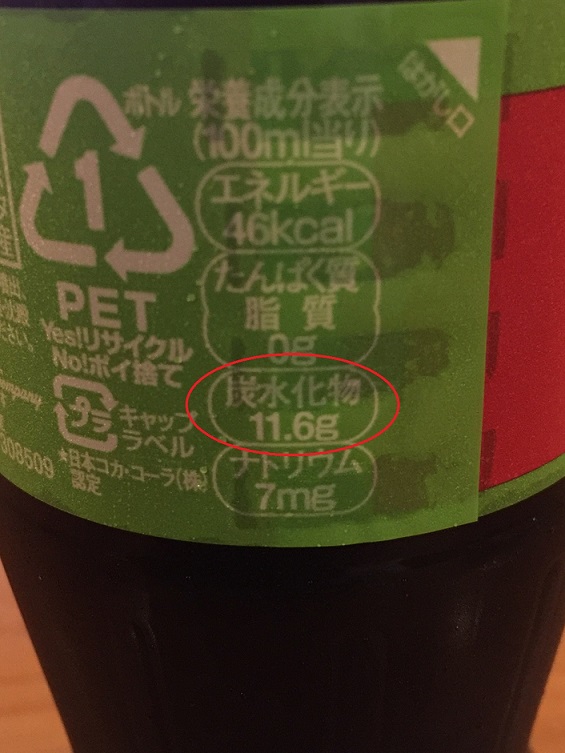 ボトル
1
PET
Yes!リサイクル
No!ポイ捨て
プラ
キャップ
ラベル
★日本コカ・コーラ(株)
認定
308509
栄養成分表示
(100ml当り)
エネルギー
46kcal
たんぱく質
脂質
0g
炭水化物
11.6g
ナトリウム
7mg
はがし口